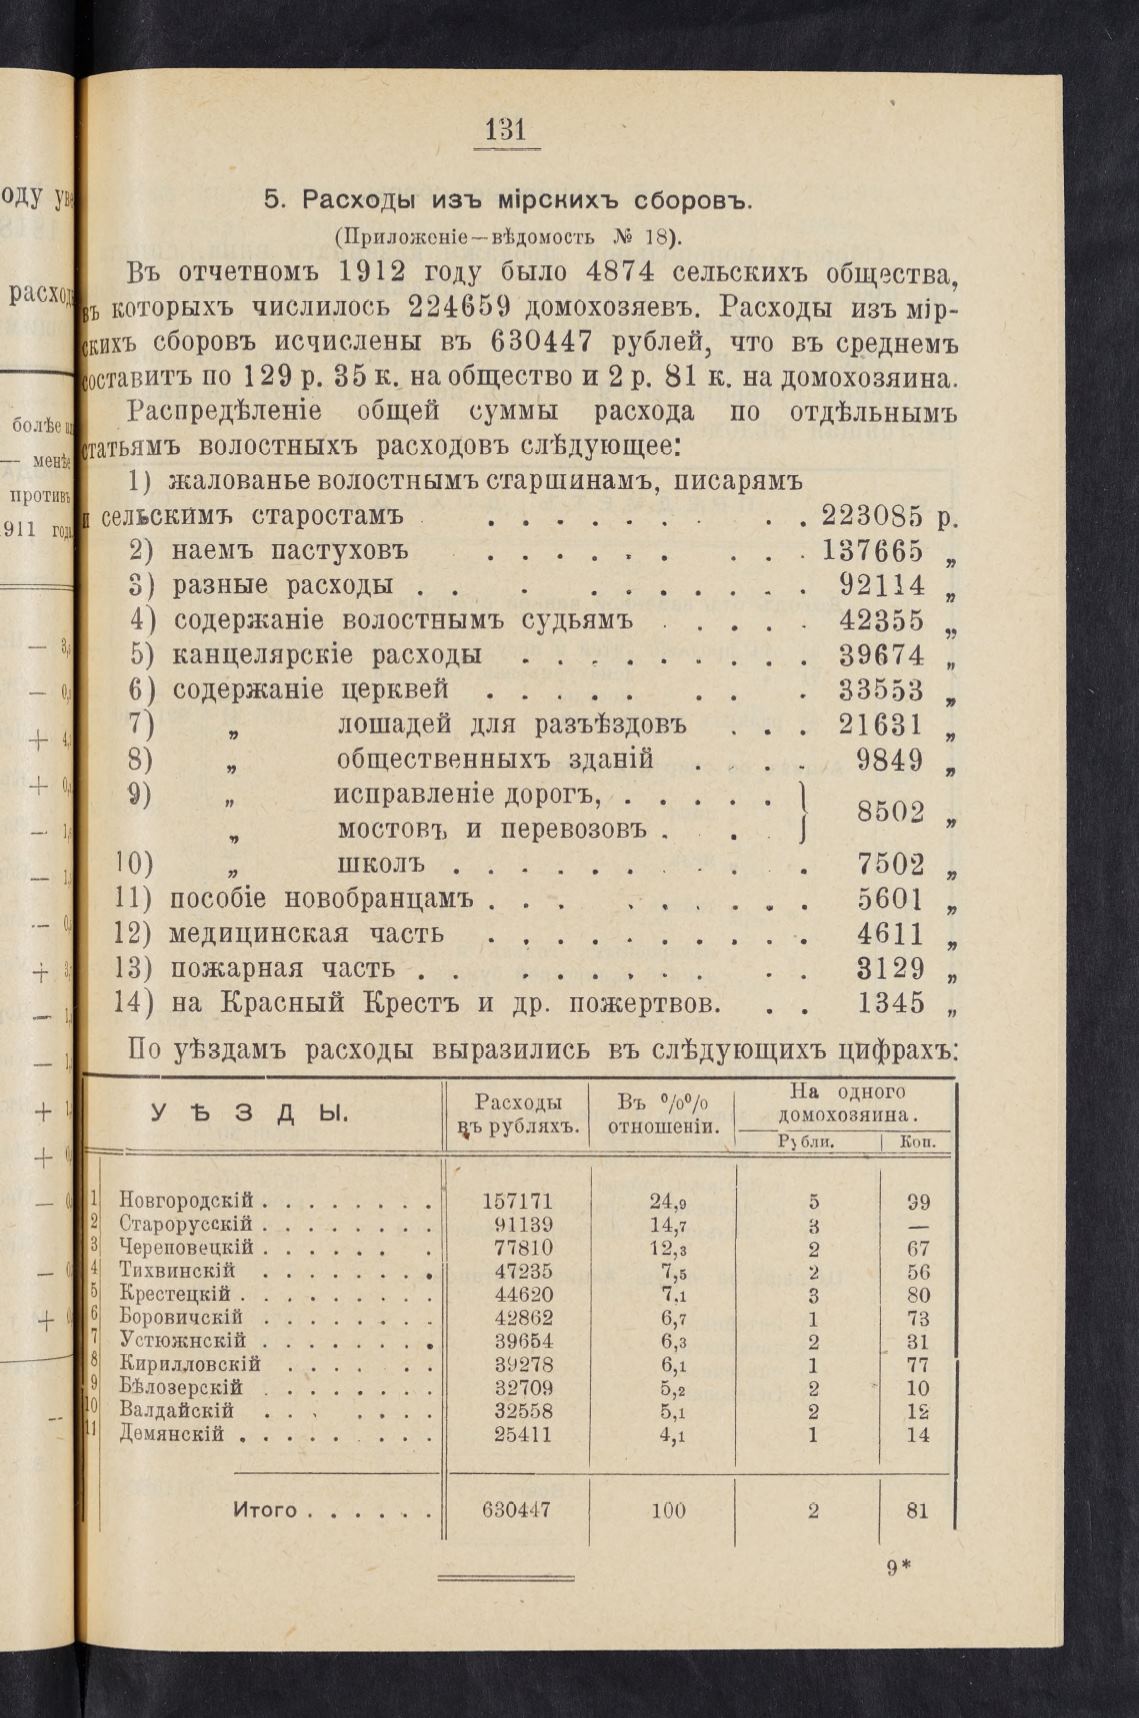 131
5. Расходы изъ мірскихъ сборовъ.
(Приложеніе—вѣдомость № 18).
Въ отчетномъ 1912 году было 4874 сельскихъ общества,
въ которыхъ числилось 224659 домохозяевъ. Расходы изъ мір-
скихъ сборовъ исчислены въ 630447 рублей, что въ среднемъ
составитъ по 129 р. 35 к. на общество и 2 р. 81 к. на домохозяина.
Распредѣленіе общей суммы расхода по отдѣльнымъ
статьямъ волостныхъ расходовъ слѣдующее:
1) жалованье волостнымъ старшинамъ, писарямъ
и сельскимъ старостамъ . . . . . . . . . 223085 р.
2) наемъ пастуховъ . . . . . . . . . 137665 „
3) разные расходы . . . . . . . . . . 92114 „
4) содержаніе волостнымъ судьямъ . . . . . 42355 „
5) канцелярскіе расходы . . . . . . . . . 39674 „
6) содержаніе церквей . . . . . . . . 33553 „
7) „ лошадей для разъѣздовъ . . . 21631 „
8) „ общественныхъ зданій . . . . 9849 „
9) „ исправленіе дорогъ, . . . . .
„ мостовъ и перевозовъ . . } 8502 „
10) „ школъ . . . . . . . . . 7502 „
11) пособіе новобранцамъ . . . . . . . . . 5601 „
12) медицинская часть . . . . . . . . . . 4611 „
13) пожарная часть . . . . . . . . . . 3129 „
14) на Красный Крестъ и др. пожертвов. . . 1345 „
По уѣздамъ расходы выразились въ слѣдующихъ цифрахъ:
УѢЗДЫ. Расходы въ рубляхъ. Въ %% отношеніи. На одного домохозяина. Рубли. Коп.
1 Новгородскій . . . . . . . . 157171 24,9 5 99
2 Старорусскій . . . . . . . . 91139 14,7 3 —
3 Череповецкій . . . . . . . 77810 12,3 2 67
4 Тихвинскій . . . . . . . . 47235 7,5 2 56
5 Крестецкій . . . . . . . . . 44620 7,1 3 80
6 Боровичскій . . . . . . . . 42862 6,7 1 73
7 Устюжнскій . . . . . . . . 39654 6,3 2 31
8 Кирилловскій . . . . . . 39278 6,1 1 77
9 Бѣлозерскій . . . . . . . . 32709 5,2 2 10
10 Валдайскій . . . . . . . 32558 5,1 2 12
11 Демянскій . . . . . . . . . 25411 4,1 1 14
Итого . . . . . . 630447 100 2 81
9*